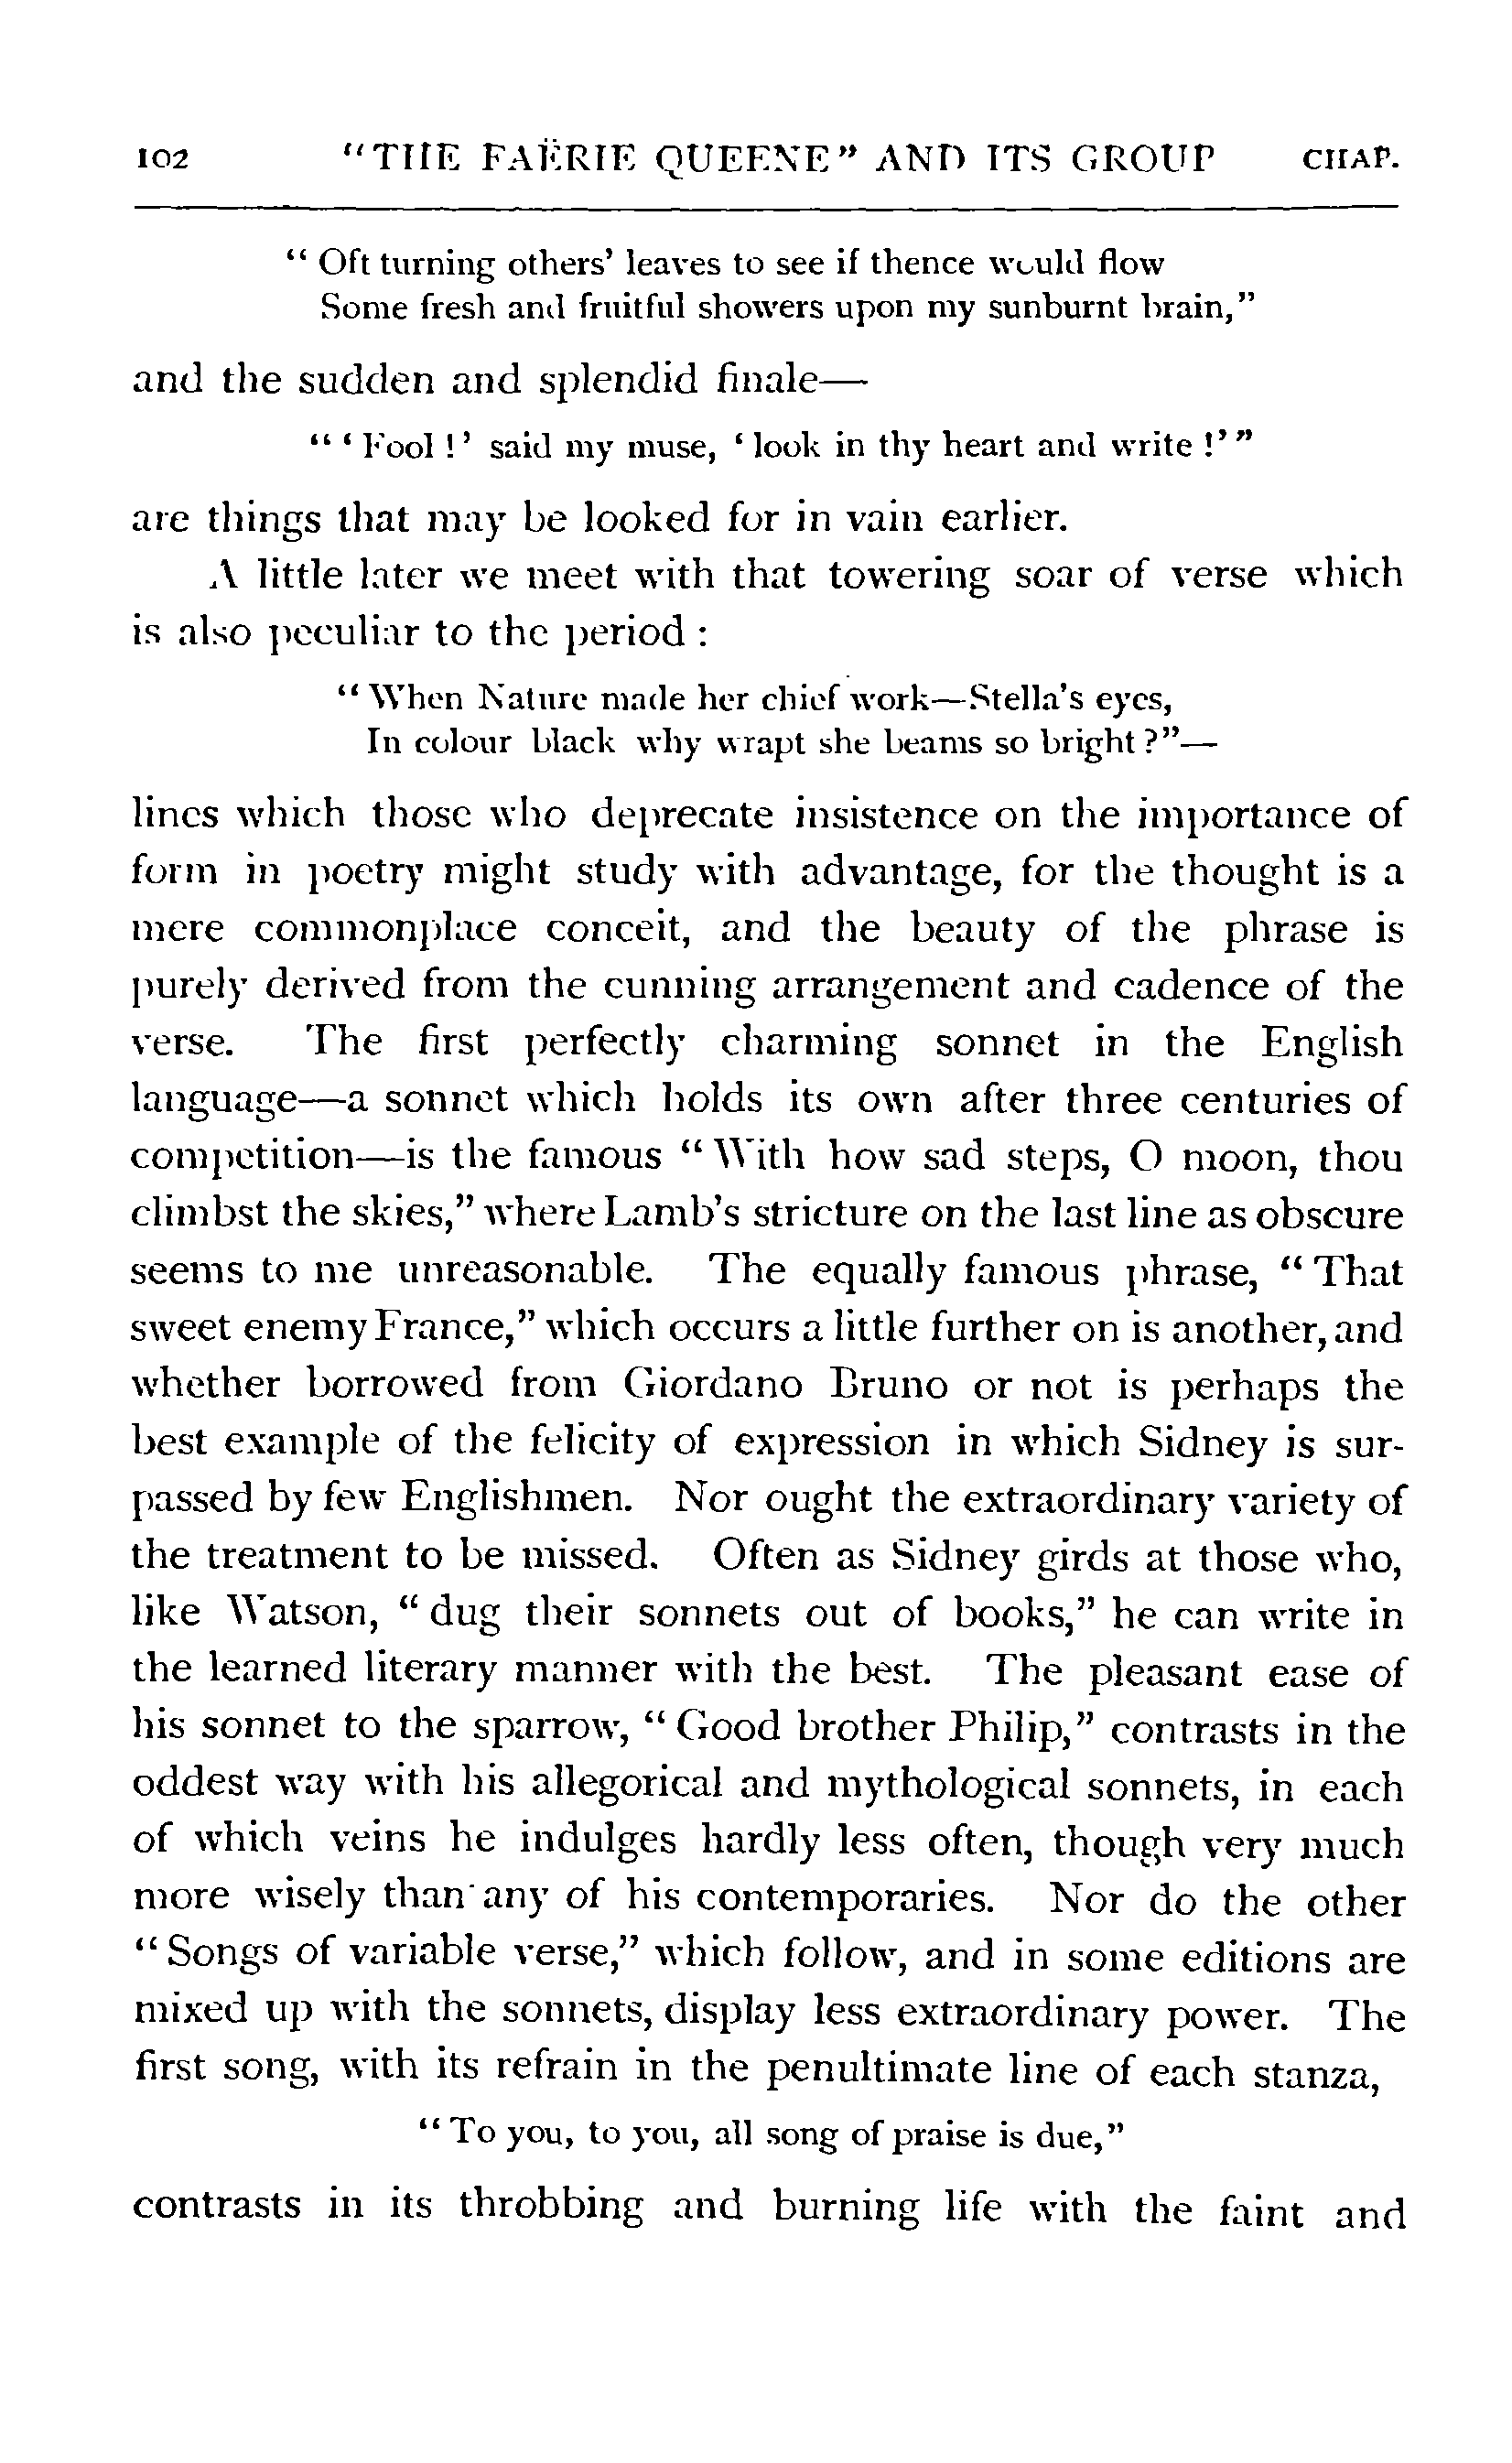 102 "THE FAËRIE QUEENE" AND ITS GROUP CHAP.
"Oft turning others' leaves to see if thence would flow
Some fresh and fruitful showers upon my sunburnt brain,"
and the sudden and splendid finale—
"'Fool!' said my muse, 'look in thy heart and write!'"
are things that may be looked for in vain earlier.
A little later we meet with that towering soar of verse which
is also peculiar to the period :
"When Nature made her chief work—Stella's eyes,
In colour black why wrapt she beams so bright?"—
lines which those who deprecate insistence on the importance of
form in poetry might study with advantage, for the thought is a
mere commonplace conceit, and the beauty of the phrase is
purely derived from the cunning arrangement and cadence of the
verse. The first perfectly charming sonnet in the English
language—a sonnet which holds its own after three centuries of
competition—is the famous "With how sad steps, O moon, thou
climbst the skies," where Lamb's stricture on the last line as obscure
seems to me unreasonable. The equally famous phrase, "That
sweet enemy France," which occurs a little further on is another, and
whether borrowed from Giordano Bruno or not is perhaps the
best example of the felicity of expression in which Sidney is sur-
passed by few Englishmen. Nor ought the extraordinary variety of
the treatment to be missed. Often as Sidney girds at those who,
like Watson, "dug their sonnets out of books," he can write in
the learned literary manner with the best. The pleasant ease of
his sonnet to the sparrow, "Good brother Philip," contrasts in the
oddest way with his allegorical and mythological sonnets, in each
of which veins he indulges hardly less often, though very much
more wisely than any of his contemporaries. Nor do the other
"Songs of variable verse," which follow, and in some editions are
mixed up with the sonnets, display less extraordinary power. The
first song, with its refrain in the penultimate line of each stanza,
"To you, to you, all song of praise is due,"
contrasts in its throbbing and burning life with the faint and